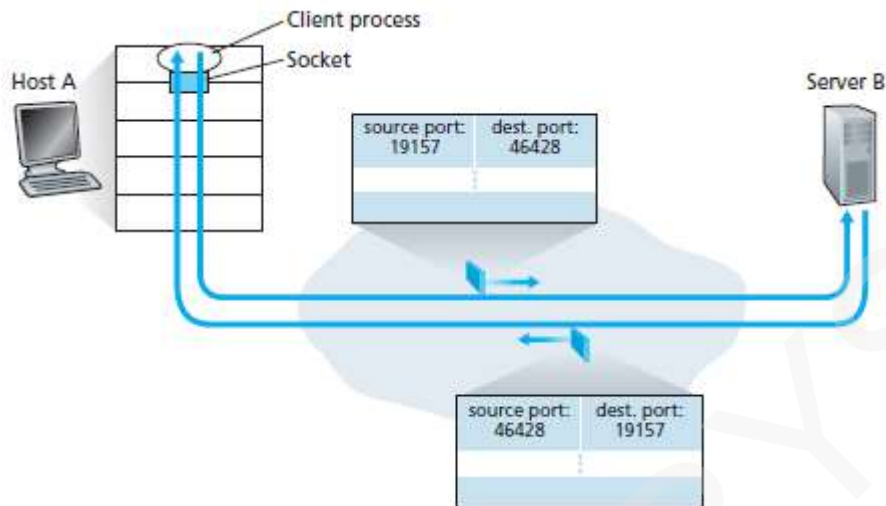 Client process
Socket
Host A
Server B
source port:
19157
dest. port:
46428
source port:
46428
dest. port:
19157